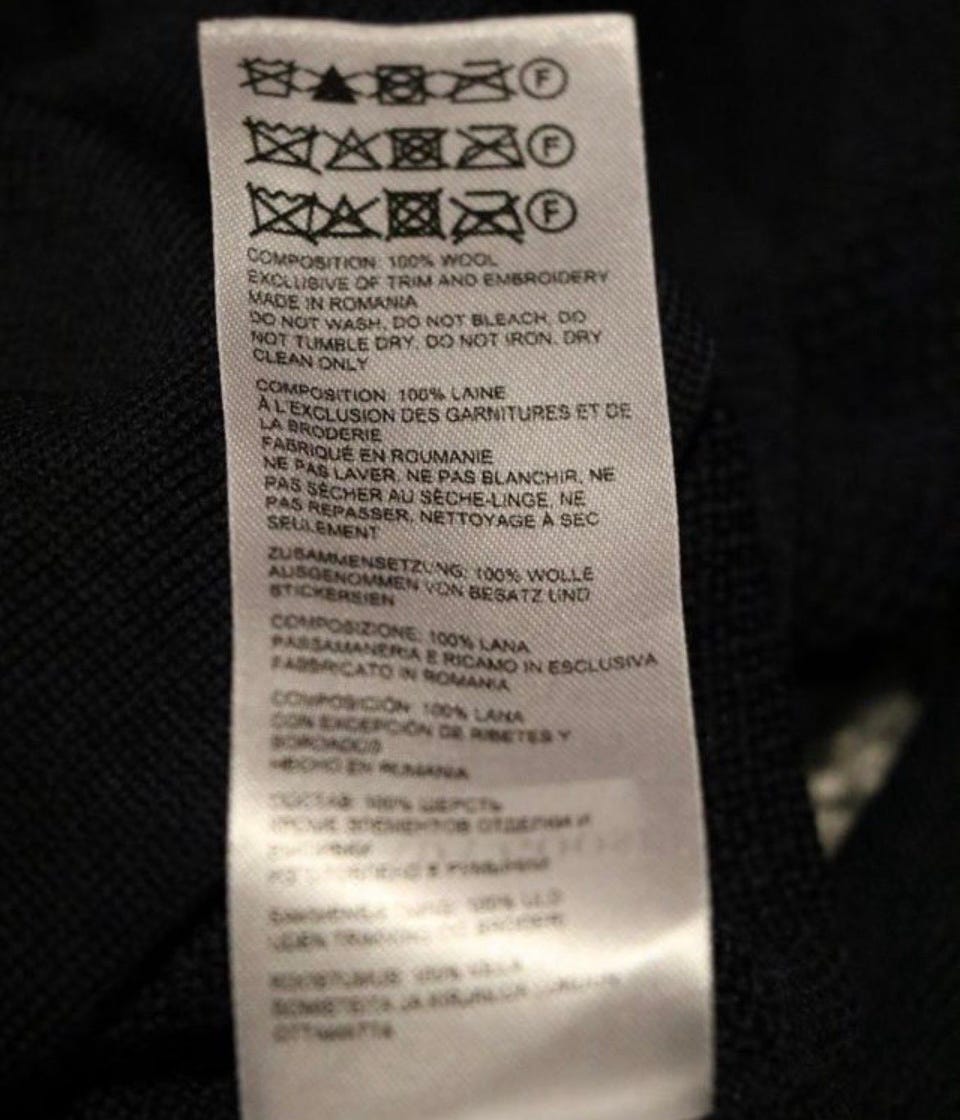 F
F
F
COMPOSITION: 100% WOOL
EXCLUSIVE OF TRIM AND EMBROIDERY
MADE IN ROMANIA
DO NOT WASH, DO NOT BLEACH, DO
NOT TUMBLE DRY, DO NOT IRON, DRY
CLEAN ONLY
COMPOSITION: 100% LAINE
À L'EXCLUSION DES GARNITURES ET DE
LA BRODERIE
FABRIQUÉ EN ROUMANIE
NE PAS LAVER, NE PAS BLANCHIR, NE
PAS SÉCHER AU SÈCHE-LINGE, NE
PAS REPASSER, NETTOYAGE À SEC
SEULEMENT
ZUSAMMENSETZUNG: 100% WOLLE
AUSGENOMMEN VON BESATZ UND
STICKEREIEN
COMPOSIZIONE: 100% LANA
PASSAMANERIA E RICAMO IN ESCLUSIVA
FABBRICATO IN ROMANIA
COMPOSICIÓN: 100% LANA
CON EXCEPCIÓN DE RIBETES Y
BORDADOS
HECHO EN RUMANIA
СОСТАВ: 100% ШЕРСТЬ
КРОМЕ ЭЛЕМЕНТОВ ОТДЕЛКИ И
100% ULD